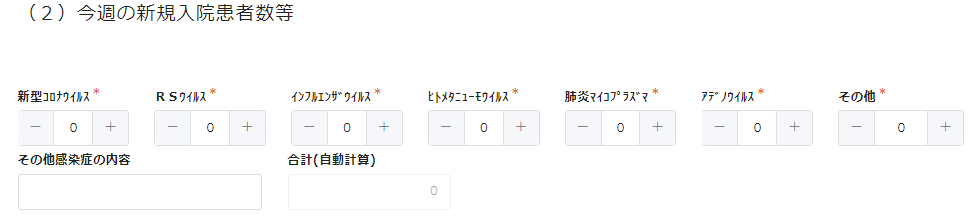 （２）今週の新規入院患者数等
新型ｺﾛﾅｳｲﾙｽ * ＲＳｳｲﾙｽ * ｲﾝﾌﾙｴﾝｻﾞｳｲﾙｽ * ﾋﾄﾒﾀﾆｭｰﾓｳｲﾙｽ * 肺炎ﾏｲｺﾌﾟﾗｽﾞﾏ * ｱﾃﾞﾉｳｲﾙｽ * その他 *
− 0 + − 0 + − 0 + − 0 + − 0 + − 0 + − 0 +
その他感染症の内容 合計(自動計算)
0